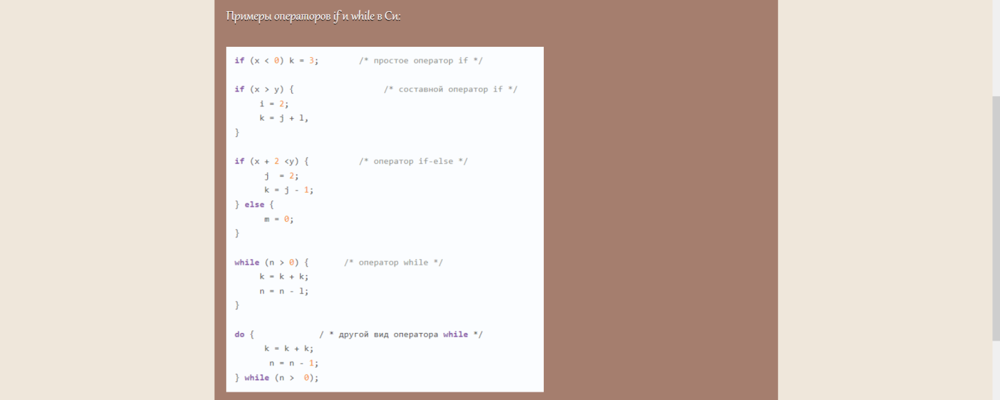 Примеры операторов if и while в Си:
if (x < 0) k = 3;        /* простое оператор if */
if (x > y) {                  /* составной оператор if */
     i = 2;
     k = j + l,
}
if (x + 2 <y) {          /* оператор if-else */
      j  = 2;
      k = j - 1;
} else {
      m = 0;
}
while (n > 0) {       /* оператор while */
     k = k + k;
     n = n - l;
}
do {             / * другой вид оператора while */
      k = k + k;
       n = n - 1;
} while (n >  0);